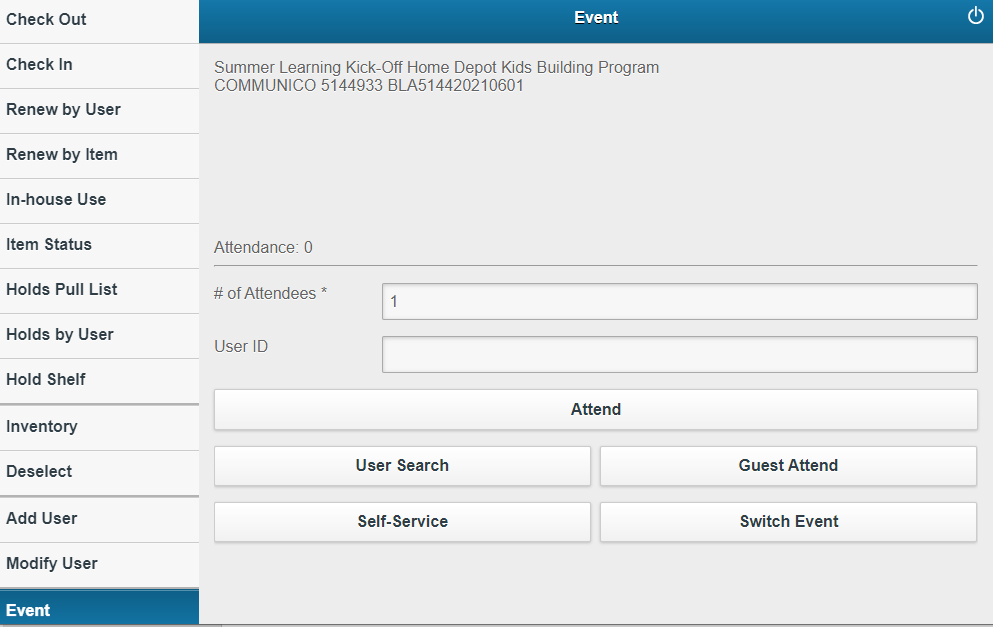 Check Out
Check In
Renew by User
Renew by Item
In-house Use
Item Status
Holds Pull List
Holds by User
Hold Shelf
Inventory
Deselect
Add User
Modify User
Event
Event
Summer Learning Kick-Off Home Depot Kids Building Program
COMMUNICO 5144933 BLA514420210601
Attendance: 0
# of Attendees *
1
User ID
Attend
User Search
Guest Attend
Self-Service
Switch Event